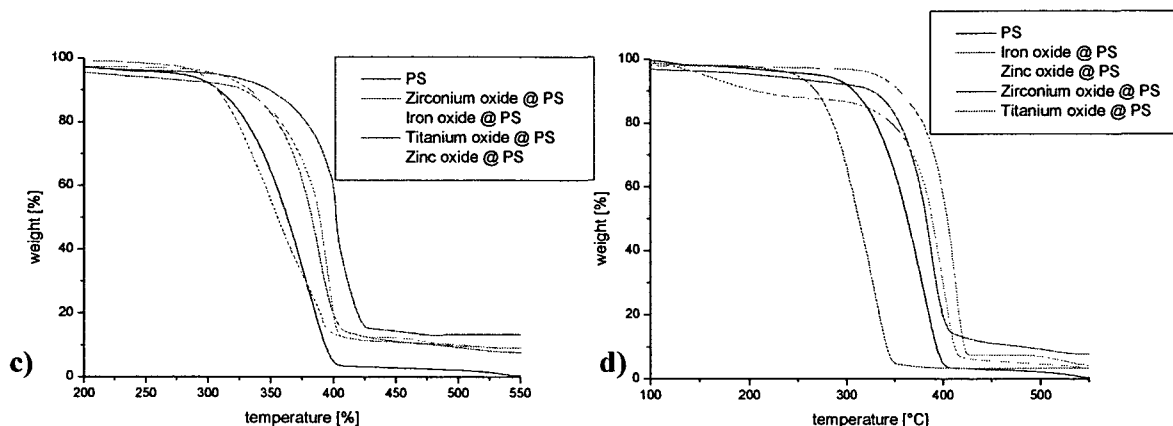 PS
Zirconium oxide @ PS
Iron oxide @ PS
Titanium oxide @ PS
Zinc oxide @ PS
100
80
60
40
20
0
weight [%]
200
250
300
350
400
450
500
550
temperature [%]
c)
PS
Iron oxide @ PS
Zinc oxide @ PS
Zirconium oxide @ PS
Titanium oxide @ PS
100
80
60
40
20
0
weight [%]
100
200
300
400
500
temperature [°C]
d)